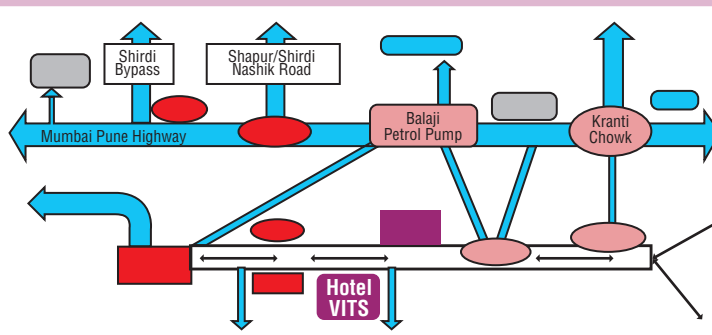 Shirdi
Bypass
Shapur/Shirdi
Nashik Road
Balaji
Petrol Pump
Kranti
Chowk
Mumbai Pune Highway
Hotel
VITS